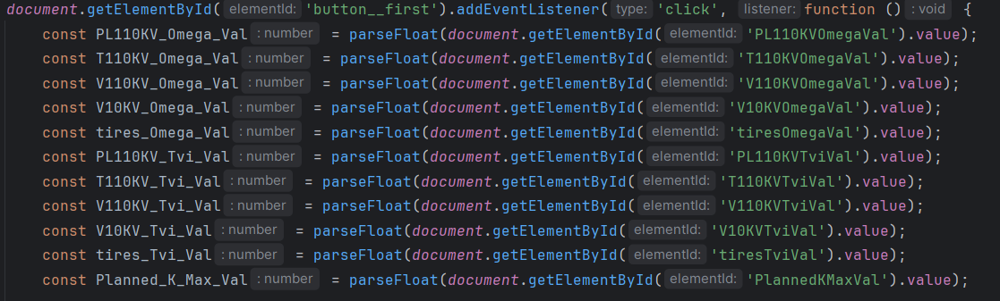 document.getElementById( elementId: 'button__first').addEventListener( type: 'click', listener: function () : void {
const PL110KV_Omega_Val : number = parseFloat(document.getElementById( elementId: 'PL110KVOmegaVal').value);
const T110KV_Omega_Val : number = parseFloat(document.getElementById( elementId: 'T110KVOmegaVal').value);
const V110KV_Omega_Val : number = parseFloat(document.getElementById( elementId: 'V110KVOmegaVal').value);
const V10KV_Omega_Val : number = parseFloat(document.getElementById( elementId: 'V10KVOmegaVal').value);
const tires_Omega_Val : number = parseFloat(document.getElementById( elementId: 'tiresOmegaVal').value);
const PL110KV_Tvi_Val : number = parseFloat(document.getElementById( elementId: 'PL110KVTviVal').value);
const T110KV_Tvi_Val : number = parseFloat(document.getElementById( elementId: 'T110KVTviVal').value);
const V110KV_Tvi_Val : number = parseFloat(document.getElementById( elementId: 'V110KVTviVal').value);
const V10KV_Tvi_Val : number = parseFloat(document.getElementById( elementId: 'V10KVTviVal').value);
const tires_Tvi_Val : number = parseFloat(document.getElementById( elementId: 'tiresTviVal').value);
const Planned_K_Max_Val : number = parseFloat(document.getElementById( elementId: 'PlannedKMaxVal').value);